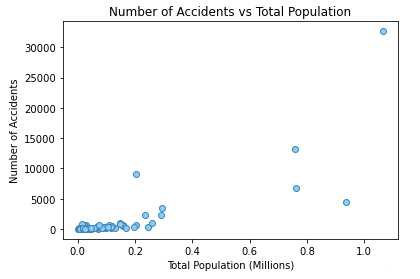 Number of Accidents vs Total Population
Number of Accidents
30000
25000
20000
15000
10000
5000
0
0.0 0.2 0.4 0.6 0.8 1.0
Total Population (Millions)